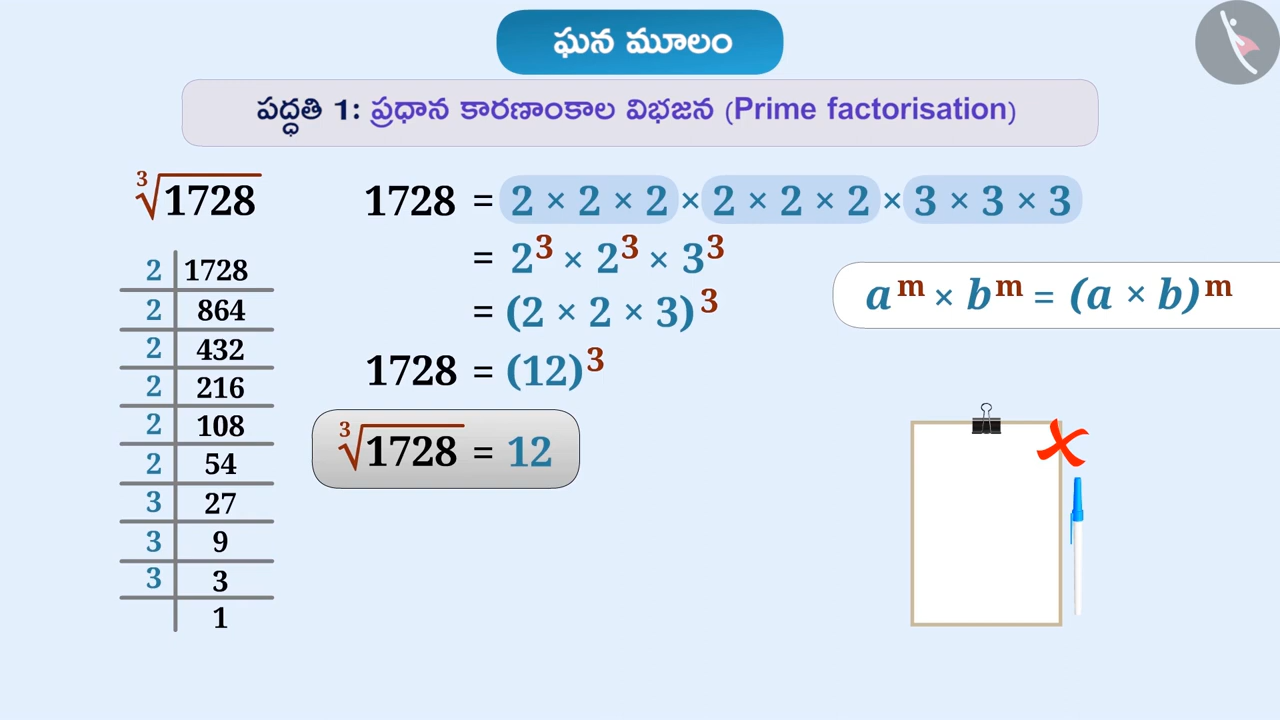 ఘన మూలం
పద్ధతి 1: ప్రధాన కారణాంకాల విభజన (Prime factorisation)
∛1728
2 | 1728
2 | 864
2 | 432
2 | 216
2 | 108
2 | 54
3 | 27
3 | 9
3 | 3
| 1
1728 = 2 × 2 × 2 × 2 × 2 × 2 × 3 × 3 × 3
= 2³ × 2³ × 3³
= (2 × 2 × 3)³
1728 = (12)³
∛1728 = 12
aᵐ × bᵐ = (a × b)ᵐ